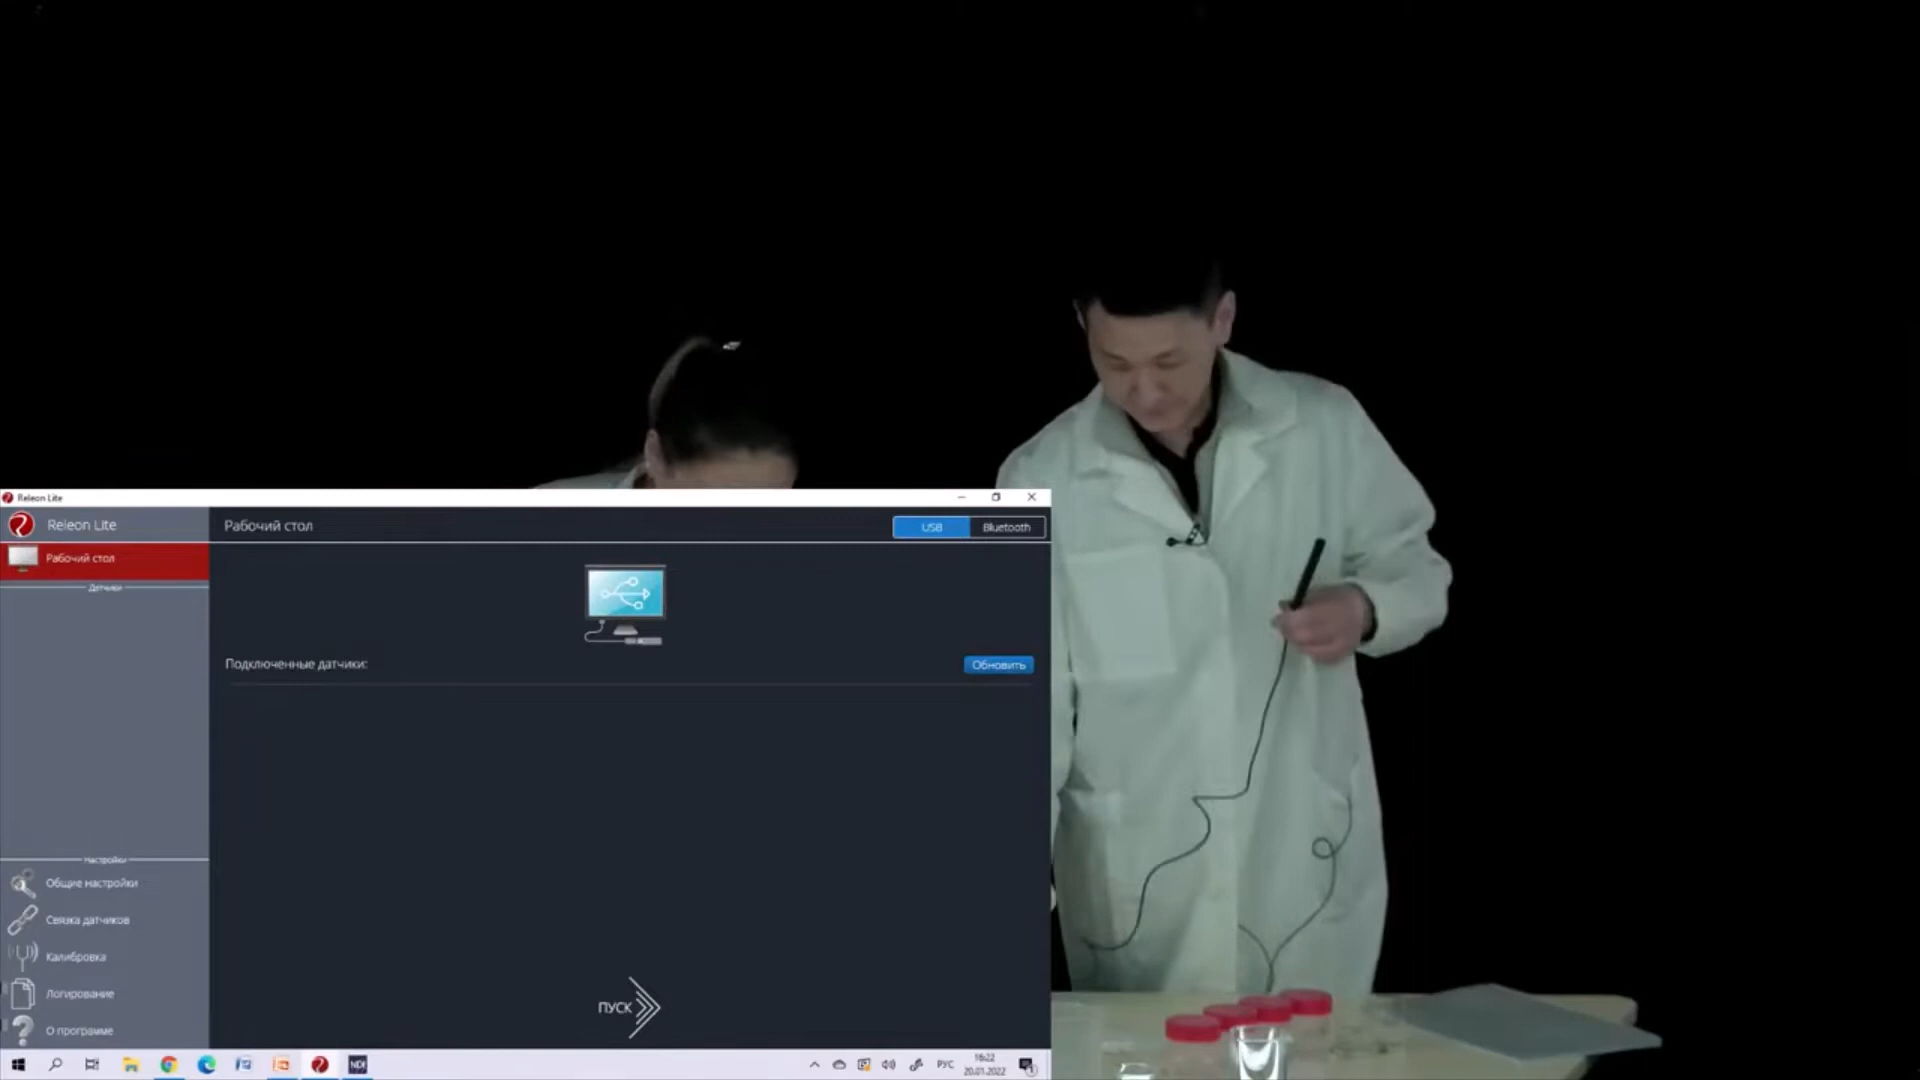 Releon Lite
Releon Lite
Рабочий стол
USB
Bluetooth
Рабочий стол
Датчики
Подключенные датчики:
Обновить
Настройки
Общие настройки
Связка датчиков
Калибровка
Логирование
О программе
ПУСК
NDI
РУС
16:22
20.01.2022